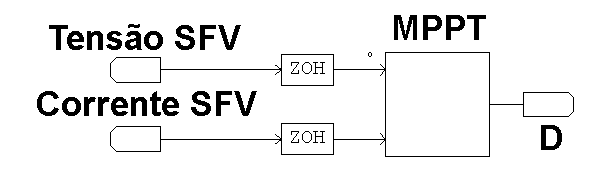 Tensão SFV
ZOH
MPPT
Corrente SFV
ZOH
D